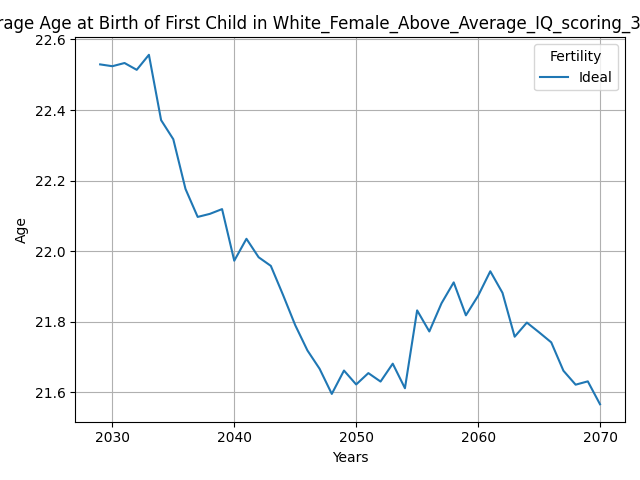 Age at Birth of First Child in White_Female_Above_Average_IQ_scoring_3
22.6
22.4
22.2
22.0
21.8
21.6
Age
Fertility
Ideal
2030 2040 2050 2060 2070
Years